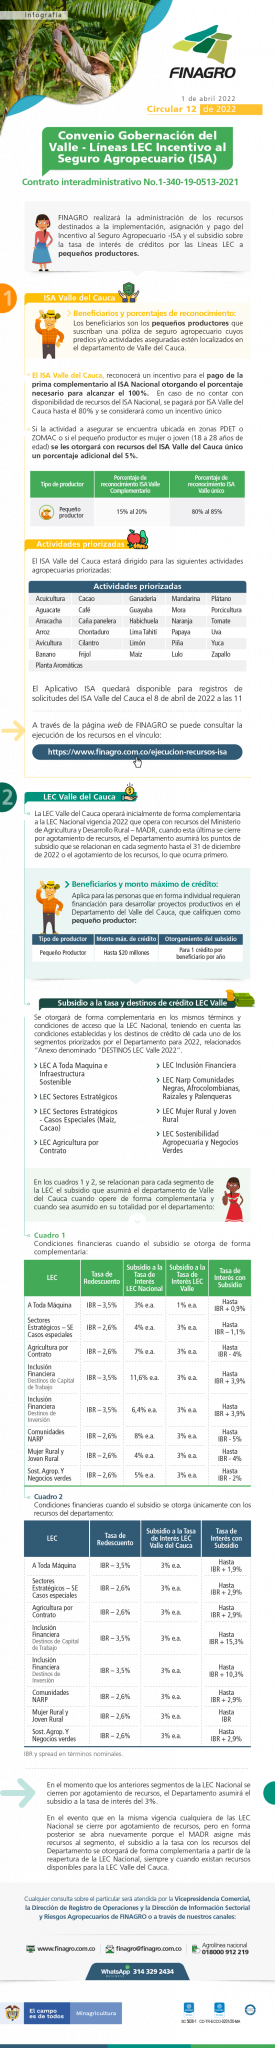 Infografía
FINAGRO
1 de abril 2022
Circular 12 de 2022
Convenio Gobernación del
Valle - Líneas LEC Incentivo al
Seguro Agropecuario (ISA)
Contrato interadministrativo No.1-340-19-0513-2021
FINAGRO realizará la administración de los recursos
destinados a la implementación, asignación y pago del
Incentivo al Seguro Agropecuario -ISA y el subsidio sobre
la tasa de interés de créditos por las Líneas LEC a
pequeños productores.
1
ISA Valle del Cauca
Beneficiarios y porcentajes de reconocimiento:
Los beneficiarios son los pequeños productores que
suscriban una póliza de seguro agropecuario cuyos
predios y/o actividades aseguradas estén localizados en
el departamento de Valle del Cauca.
El ISA Valle del Cauca, reconocerá un incentivo para el pago de la
prima complementario al ISA Nacional otorgando el porcentaje
necesario para alcanzar el 100%. En caso de no contar con
disponibilidad de recursos del ISA Nacional, se pagará por ISA Valle del
Cauca hasta el 80% y se considerará como un incentivo único
Si la actividad a asegurar se encuentra ubicada en zonas PDET o
ZOMAC o si el pequeño productor es mujer o joven (18 a 28 años de
edad) se les otorgará con recursos del ISA Valle del Cauca único
un porcentaje adicional del 5%.
Tipo de productor
Porcentaje de reconocimiento ISA Valle Complementario
Porcentaje de reconocimiento ISA Valle único
Pequeño productor 15% al 20% 80% al 85%
Actividades priorizadas
El ISA Valle del Cauca estará dirigido para las siguientes actividades
agropecuarias priorizadas:
Actividades priorizadas
Acuicultura Cacao Ganadería Mandarina Plátano
Aguacate Café Guayaba Mora Porcicultura
Arracacha Caña panelera Habichuela Naranja Tomate
Arroz Chontaduro Lima Tahití Papaya Uva
Avicultura Cilantro Limón Piña Yuca
Banano Frijol Maíz Lulo Zapallo
Planta Aromáticas
El Aplicativo ISA quedará disponible para registros de
solicitudes del ISA Valle del Cauca el 8 de abril de 2022 a las 11
A través de la página web de FINAGRO se puede consultar la
ejecución de los recursos en el vínculo:
https://www.finagro.com.co/ejecucion-recursos-isa
2
LEC Valle del Cauca
La LEC Valle del Cauca operará inicialmente de forma complementaria
a la LEC Nacional vigencia 2022 que opera con recursos del Ministerio
de Agricultura y Desarrollo Rural – MADR, cuando esta última se cierre
por agotamiento de recursos, el Departamento asumirá los puntos de
subsidio que se relacionan en cada segmento hasta el 31 de diciembre
de 2022 o el agotamiento de los recursos, lo que ocurra primero.
Beneficiarios y monto máximo de crédito:
Aplica para las personas que en forma individual requieran
financiación para desarrollar proyectos productivos en el
Departamento del Valle del Cauca, que califiquen como
pequeño productor:
Tipo de productor Monto máx. de crédito Otorgamiento del subsidio
Pequeño Productor Hasta $20 millones Para 1 crédito por
beneficiario por año
Subsidio a la tasa y destinos de crédito LEC Valle
Se otorgará de forma complementaria en los mismos términos y
condiciones de acceso que la LEC Nacional, teniendo en cuenta las
condiciones establecidas y los destinos de crédito de cada uno de los
segmentos priorizados por el Departamento para 2022, relacionados
"Anexo denominado "DESTINOS LEC Valle 2022".
LEC A Toda Maquina e
Infraestructura
Sostenible
LEC Sectores Estratégicos
LEC Sectores Estratégicos
- Casos Especiales (Maíz,
Cacao)
LEC Agricultura por
Contrato
LEC Inclusión Financiera
LEC Narp Comunidades
Negras, Afrocolombianas,
Raizales y Palenqueras
LEC Mujer Rural y Joven
Rural
LEC Sostenibilidad
Agropecuaria y Negocios
Verdes
En los cuadros 1 y 2, se relacionan para cada segmento de
la LEC el subsidio que asumirá el departamento de Valle
del Cauca cuando opere de forma complementaria y
cuando sea asumido en su totalidad por el departamento:
Cuadro 1
Condiciones financieras cuando el subsidio se otorga de forma
complementaria:
LEC
Tasa de Redescuento
Subsidio a la Tasa de Interés LEC Nacional
Subsidio a la Tasa de Interés LEC Valle
Tasa de Interés con Subsidio
A Toda Máquina IBR – 3,5% 3% e.a. 1% e.a. Hasta IBR + 0,9%
Sectores Estratégicos – SE Casos especiales IBR – 2,6% 4% e.a. 3% e.a. Hasta IBR – 1,1%
Agricultura por Contrato IBR – 2,6% 7% e.a. 3% e.a. Hasta IBR - 4%
Inclusión Financiera Destinos de Capital de Trabajo IBR – 3,5% 11,6% e.a. 3% e.a. Hasta IBR + 3,9%
Inclusión Financiera Destinos de Inversión IBR – 3,5% 6,4% e.a. 3% e.a. Hasta IBR + 3,9%
Comunidades NARP IBR – 2,6% 8% e.a. 3% e.a. Hasta IBR - 5%
Mujer Rural y Joven Rural IBR – 2,6% 4% e.a. 3% e.a. Hasta IBR - 4%
Sost. Agrop. Y Negocios verdes IBR – 2,6% 5% e.a. 3% e.a. Hasta IBR - 2%
Cuadro 2
Condiciones financieras cuando el subsidio se otorga únicamente con los
recursos del departamento:
LEC
Tasa de Redescuento
Subsidio a la Tasa de Interés LEC Valle del Cauca
Tasa de Interés con Subsidio
A Toda Máquina IBR – 3,5% 3% e.a. Hasta IBR + 1,9%
Sectores Estratégicos – SE Casos especiales IBR – 2,6% 3% e.a. Hasta IBR + 2,9%
Agricultura por Contrato IBR – 2,6% 3% e.a. Hasta IBR + 2,9%
Inclusión Financiera Destinos de Capital de Trabajo IBR – 3,5% 3% e.a. Hasta IBR + 15,3%
Inclusión Financiera Destinos de Inversión IBR – 3,5% 3% e.a. Hasta IBR + 10,3%
Comunidades NARP IBR – 2,6% 3% e.a. Hasta IBR + 2,9%
Mujer Rural y Joven Rural IBR – 2,6% 3% e.a. Hasta IBR
Sost. Agrop. Y Negocios verdes IBR – 2,6% 3% e.a. Hasta IBR + 2,9%
IBR y spread en términos nominales.
En el momento que los anteriores segmentos de la LEC Nacional se
cierren por agotamiento de recursos, el Departamento asumirá el
subsidio a la tasa de interés del 3%.
En el evento que en la misma vigencia cualquiera de las LEC
Nacional se cierre por agotamiento de recursos, pero en forma
posterior se abra nuevamente porque el MADR asigne más
recursos al segmento, el subsidio a la tasa con los recursos del
Departamento se otorgará de forma complementaria a partir de la
reapertura de la LEC Nacional, siempre y cuando existan recursos
disponibles para la LEC Valle del Cauca.
Cualquier consulta sobre el particular será atendida por la Vicepresidencia Comercial,
la Dirección de Registro de Operaciones y la Dirección de Información Sectorial
y Riesgos Agropecuarios de FINAGRO o a través de nuestros canales:
www.finagro.com.co
finagro@finagro.com.co
Agrolínea nacional
018000 912 219
WhatsApp 314 329 2434
El campo
es de todos
Minagricultura